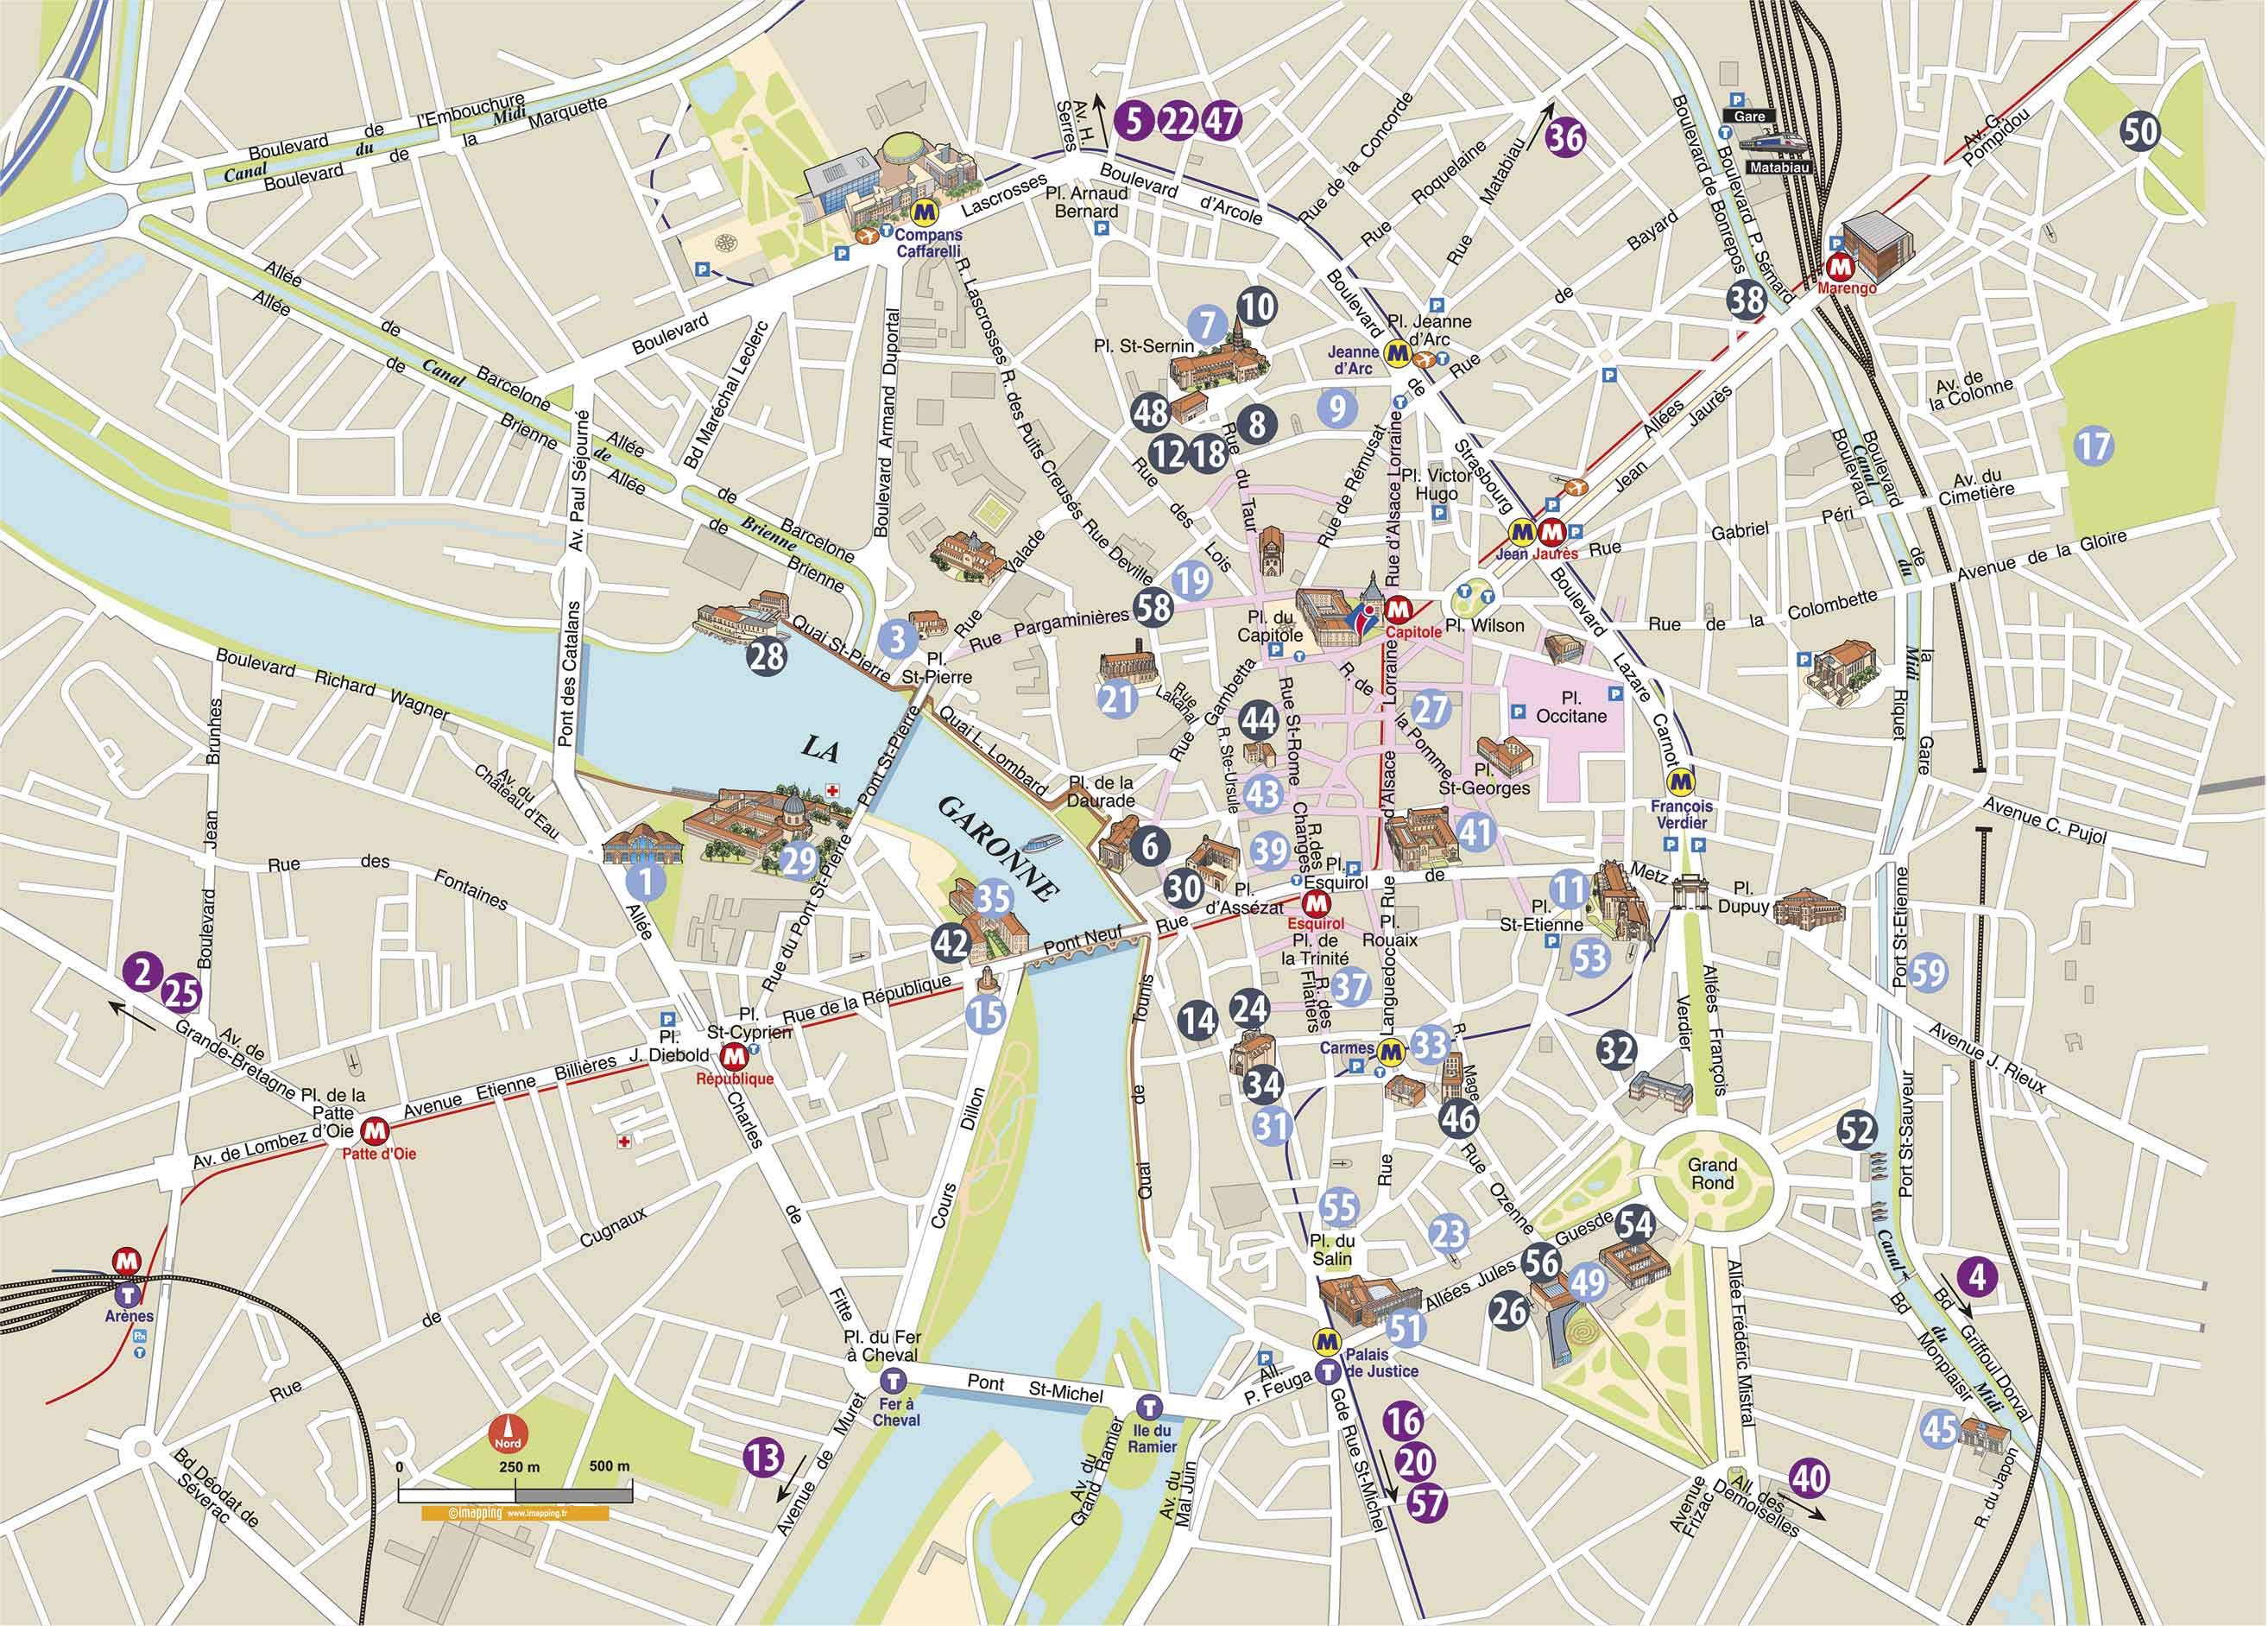 Boulevard de l'Embouchure
Canal du Midi
Boulevard de la Marquette
Av. H.
Serres
5 22 47
36
Gare
Matabiau
50
Av. G.
Pompidou
Boulevard de Bonrepos
Boulevard P. Sémard
Rue de la Concorde
Rue Roquelaine
Rue Matabiau
Rue de Bayard
Lascrosses
Pl. Arnaud
Bernard
Boulevard d'Arcole
Compans
Caffarelli
Marengo
38
Allée de Barcelone
Canal de Brienne
Allée de Brienne
Boulevard
Bd Maréchal Leclerc
Boulevard Armand Duportal
R. Lascrosses
R. des Puits Creusés
Rue Deville
7
10
Pl. St-Sernin
48
8
12 18
9
Boulevard de Strasbourg
Pl. Jeanne
d'Arc
Jeanne
d'Arc
Allées Jean Jaurès
Av. de
la Colonne
17
Boulevard
Canal du Midi
Boulevard de la Gare
Av. du
Cimetière
Avenue de la Gloire
Av. Paul Séjourné
Rue Valade
Rue des Lois
Rue du Taur
Rue de Rémusat
Rue d'Alsace Lorraine
Pl. Victor
Hugo
Jean Jaurès
Rue Gabriel Péri
Boulevard Lazare Carnot
Rue de la Colombette
19
58
Rue Pargaminières
Pl. du
Capitole
Capitole
Pl. Wilson
28
3
Quai St-Pierre
Pl.
St-Pierre
Pont des Catalans
Boulevard Richard Wagner
21
Rue
Lakanal
Rue Gambetta
R. Ste-Ursule
44
Rue St-Rome
R. de la Pomme
27
Pl.
Occitane
Riquet
Pl.
St-Georges
François
Verdier
43
LA
GARONNE
Pont St-Pierre
Quai L. Lombard
Pl. de la
Daurade
Av. du
Château d'Eau
Boulevard Jean Brunhes
Rue des Fontaines
1
29
6
30
39
R. des
Changes
41
Pl.
Esquirol
Esquirol
Pl.
d'Assézat
Rue de Metz
11
Pl.
St-Etienne
53
Pl.
Dupuy
Avenue C. Pujol
Port St-Etienne
59
35
42
Pont Neuf
Rue du Pont St-Pierre
15
Rue de la République
Pl.
St-Cyprien
République
Pl.
J. Diebold
Allée
Charles
de
Fitte
2
25
Av. de
Grande-Bretagne
Pl. de la
Patte
d'Oie
Patte d'Oie
Avenue Etienne Billières
Av. de Lombez
Pl. de
la Trinité
Pl.
Rouaix
R. des
Filatiers
37
Rue Languedoc
14
24
34
31
Carmes
33
R. Mage
46
32
Allées François
Verdier
Avenue J. Rieux
52
Port St-Sauveur
Grand
Rond
Quai de Tounis
Cours Dillon
Rue de Cugnaux
Rue Ozenne
55
Pl. du
Salin
23
Allées Jules Guesde
54
56
49
26
51
Arènes
Canal du Midi
4
Bd Griffoul Dorval
Bd
Monplaisir
45
R. du Japon
Allée Frédéric Mistral
Palais
de Justice
All.
P. Feuga
Gde Rue St-Michel
16
20
57
Pl. du Fer
à Cheval
Fer à
Cheval
Pont St-Michel
Ile du
Ramier
Av. du
Grand Ramier
Av. du
Mal Juin
13
Avenue de Muret
Bd Déodat de
Séverac
Nord
0 250 m 500 m
©imapping www.imapping.fr
Avenue
Frizac
All. des
Demoiselles
40